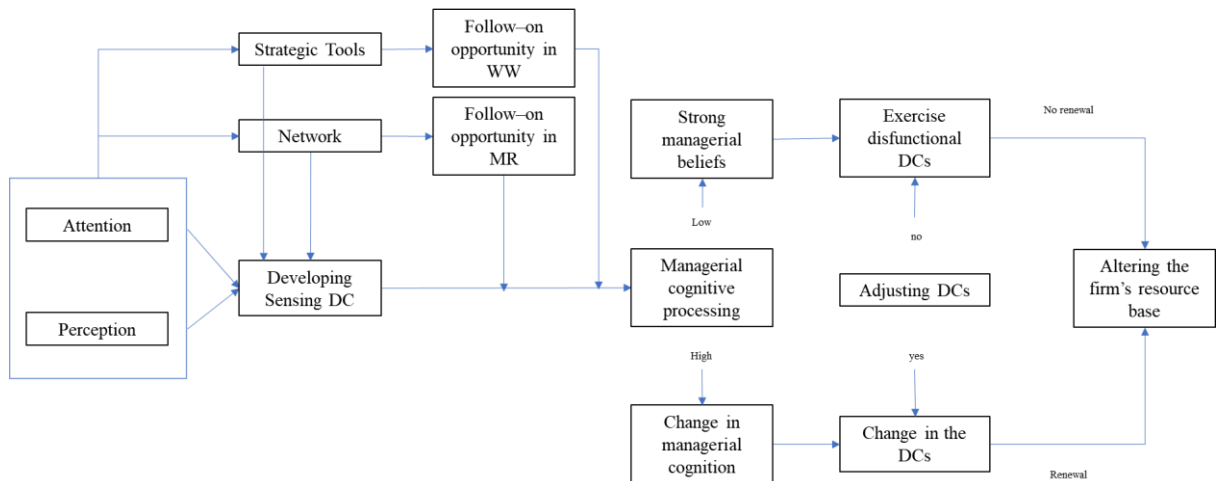 Strategic Tools
Follow–on
opportunity in
WW
Network
Follow–on
opportunity in
MR
Attention
Perception
Developing
Sensing DC
Strong
managerial
beliefs
Low
Managerial
cognitive
processing
High
Change in
managerial
cognition
Exercise
disfunctional
DCs
no
Adjusting DCs
yes
Change in the
DCs
No renewal
Altering the
firm's resource
base
Renewal